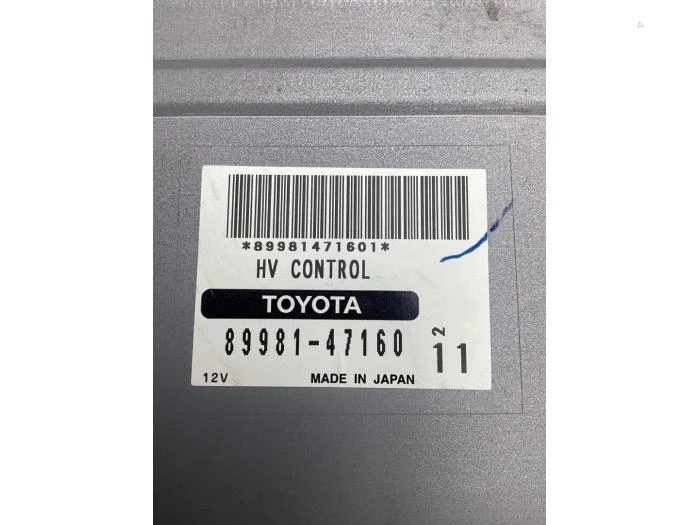 *89981471601*
HV CONTROL
TOYOTA
89981-47160 2 11
12V MADE IN JAPAN